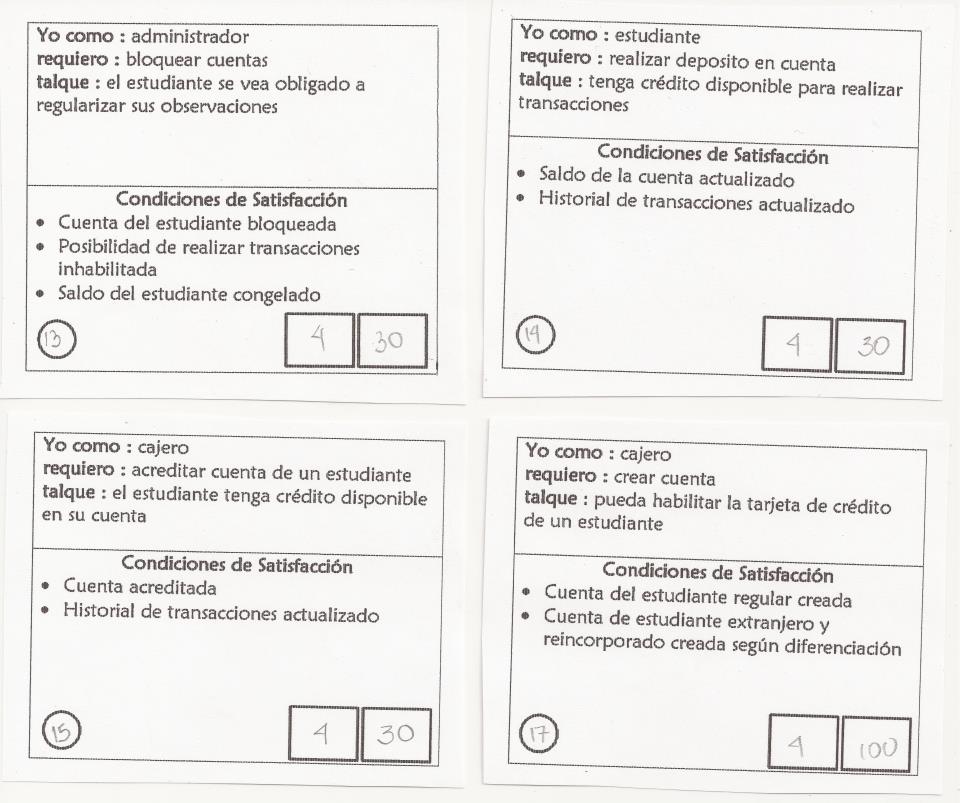 Yo como : administrador
requiero : bloquear cuentas
talque : el estudiante se vea obligado a
regularizar sus observaciones
Condiciones de Satisfacción
• Cuenta del estudiante bloqueada
• Posibilidad de realizar transacciones
inhabilitada
• Saldo del estudiante congelado
13 4 30
Yo como : estudiante
requiero : realizar deposito en cuenta
talque : tenga crédito disponible para realizar
transacciones
Condiciones de Satisfacción
• Saldo de la cuenta actualizado
• Historial de transacciones actualizado
14 4 30
Yo como : cajero
requiero : acreditar cuenta de un estudiante
talque : el estudiante tenga crédito disponible
en su cuenta
Condiciones de Satisfacción
• Cuenta acreditada
• Historial de transacciones actualizado
15 4 30
Yo como : cajero
requiero : crear cuenta
talque : pueda habilitar la tarjeta de crédito
de un estudiante
Condiciones de Satisfacción
• Cuenta del estudiante regular creada
• Cuenta de estudiante extranjero y
reincorporado creada según diferenciación
17 4 100